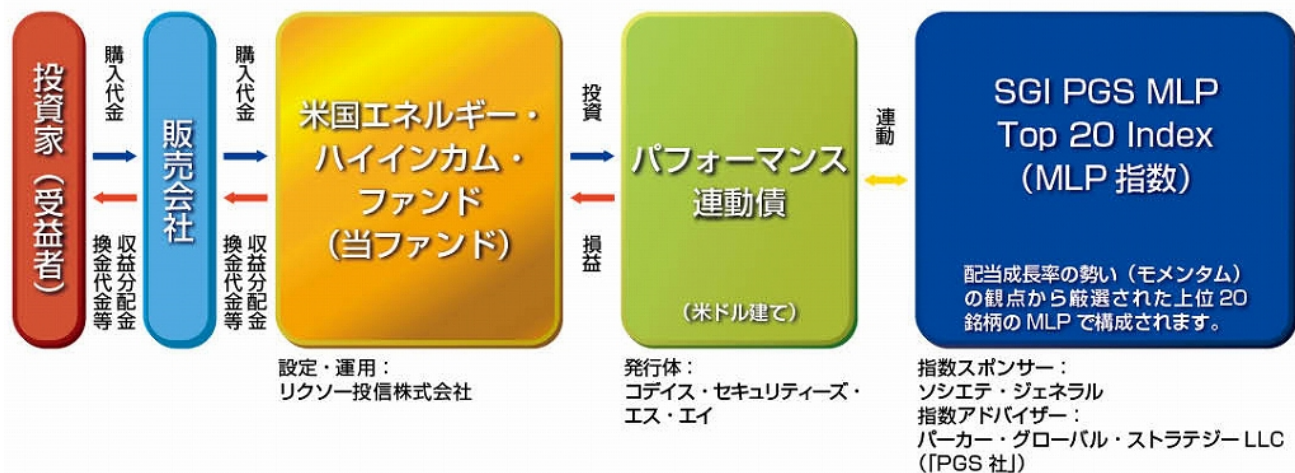 投資家（受益者）
購入代金
収益分配金
換金代金等
販売会社
購入代金
収益分配金
換金代金等
米国エネルギー・
ハイインカム・
ファンド
（当ファンド）
設定・運用：
リクソー投信株式会社
投資
損益
パフォーマンス
連動債
（米ドル建て）
発行体：
コデイス・セキュリティーズ・
エス・エイ
連動
SGI PGS MLP
Top 20 Index
（MLP 指数）
配当成長率の勢い（モメンタム）
の観点から厳選された上位 20
銘柄の MLP で構成されます。
指数スポンサー：
ソシエテ・ジェネラル
指数アドバイザー：
パーカー・グローバル・ストラテジー LLC
（「PGS 社」）